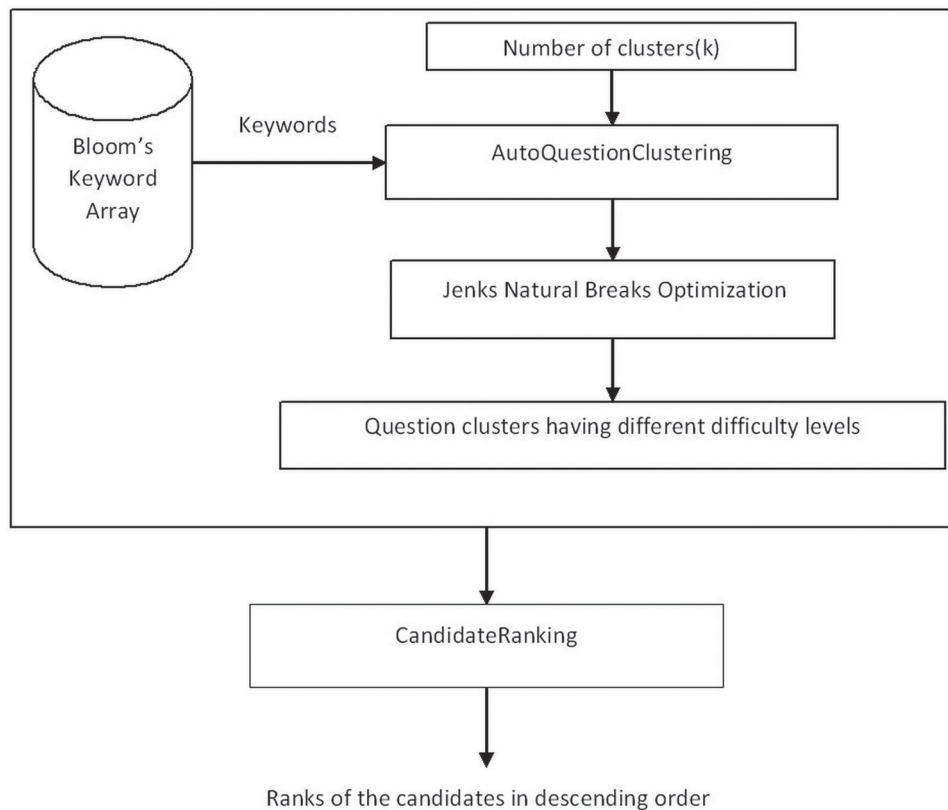 Number of clusters(k)
Bloom’s
Keyword
Array
Keywords
AutoQuestionClustering
Jenks Natural Breaks Optimization
Question clusters having different difficulty levels
CandidateRanking
Ranks of the candidates in descending order